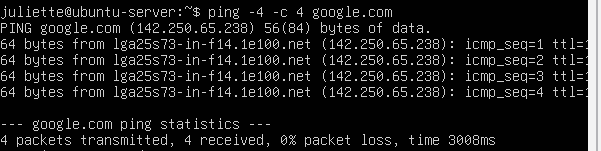 juliette@ubuntu-server:~$ ping -4 -c 4 google.com
PING google.com (142.250.65.238) 56(84) bytes of data.
64 bytes from lga25s73-in-f14.1e100.net (142.250.65.238): icmp_seq=1 ttl=
64 bytes from lga25s73-in-f14.1e100.net (142.250.65.238): icmp_seq=2 ttl=
64 bytes from lga25s73-in-f14.1e100.net (142.250.65.238): icmp_seq=3 ttl=
64 bytes from lga25s73-in-f14.1e100.net (142.250.65.238): icmp_seq=4 ttl=
--- google.com ping statistics ---
4 packets transmitted, 4 received, 0% packet loss, time 3008ms